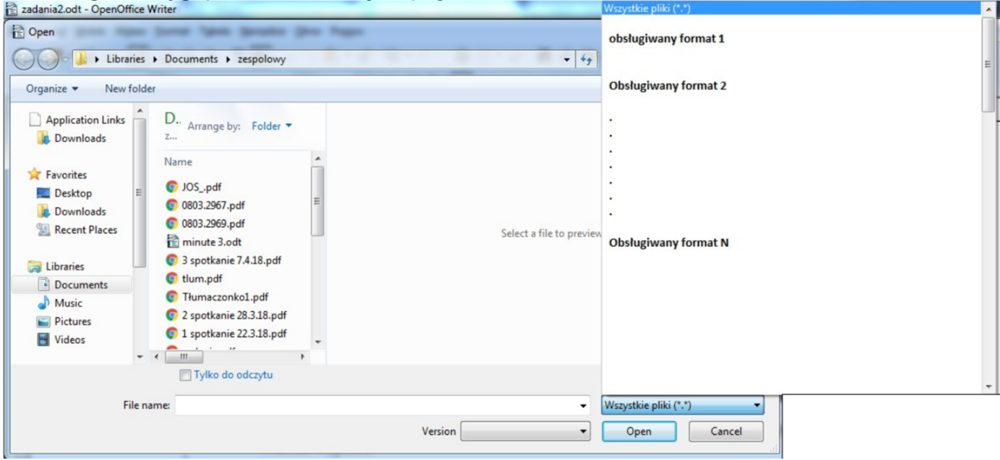 zadania2.odt - OpenOffice Writer
Open
Libraries Documents zespolowy
Organize New folder
Application Links
Downloads
Favorites
Desktop
Downloads
Recent Places
Libraries
Documents
Music
Pictures
Videos
D..
z...
Arrange by: Folder
Name
JOS_.pdf
0803.2967.pdf
0803.2969.pdf
minute 3.odt
3 spotkanie 7.4.18.pdf
tlum.pdf
Tłumaczonko1.pdf
2 spotkanie 28.3.18.pdf
1 spotkanie 22.3.18.pdf
Select a file to preview
Tylko do odczytu
File name:
Version
Wszystkie pliki (*.*)
obsługiwany format 1
Obsługiwany format 2
.
.
.
.
.
.
.
Obsługiwany format N
Wszystkie pliki (*.*)
Open Cancel